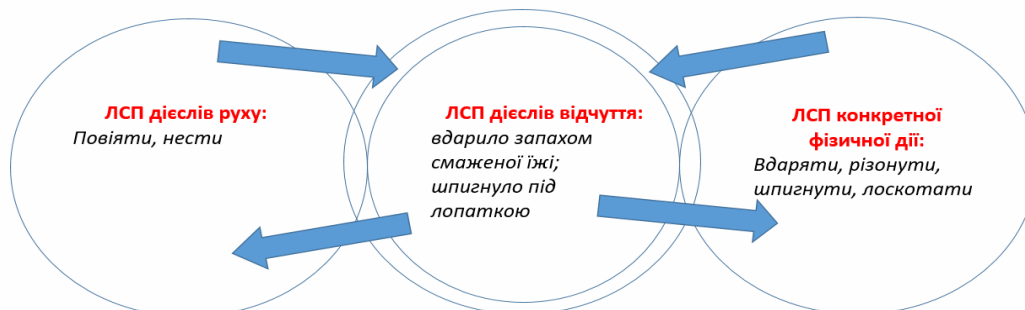 ЛСП дієслів руху:
Повіяти, нести
ЛСП дієслів відчуття:
вдарило запахом
смаженої їжі;
шпигнуло під
лопаткою
ЛСП конкретної
фізичної дії:
Вдаряти, різонути,
шпигнути, лоскотати